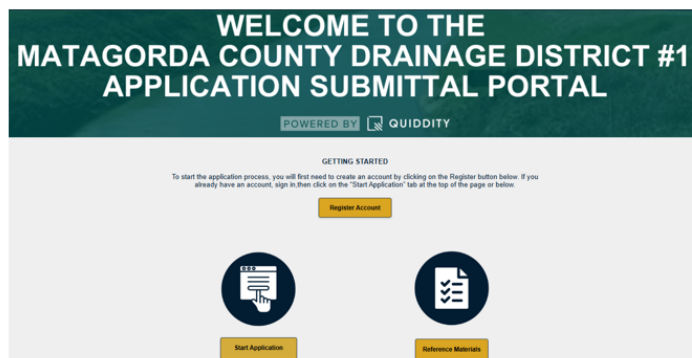 WELCOME TO THE
MATAGORDA COUNTY DRAINAGE DISTRICT #1
APPLICATION SUBMITTAL PORTAL
POWERED BY QUIDDITY
GETTING STARTED
To start the application process, you will first need to create an account by clicking on the Register button below. If you
already have an account, sign in,then click on the "Start Application" tab at the top of the page or below.
Register Account
Start Application
Reference Materials